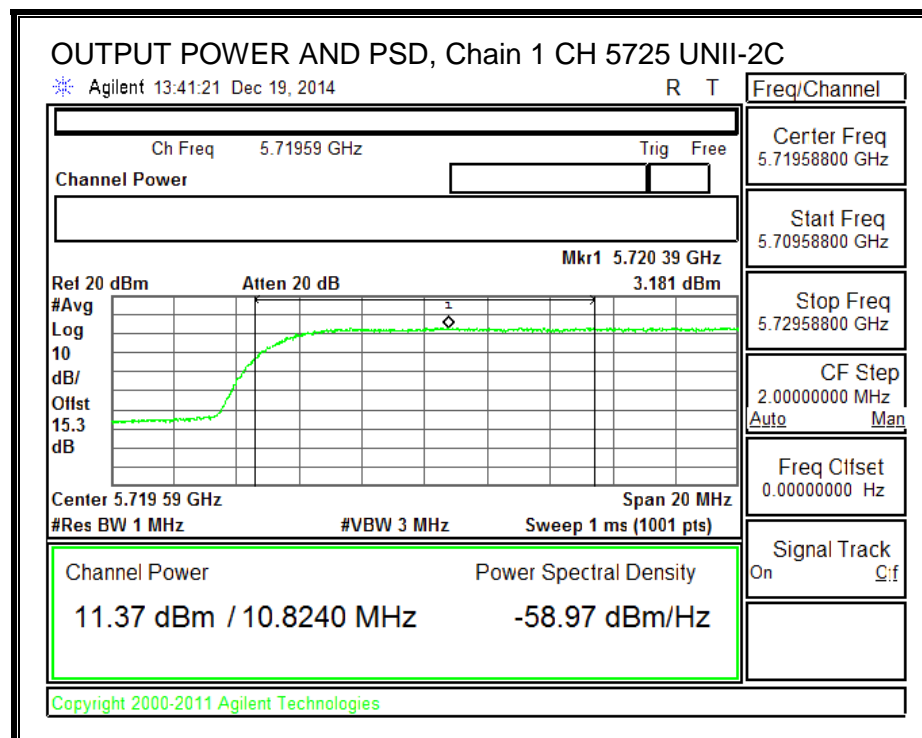 OUTPUT POWER AND PSD, Chain 1 CH 5725 UNII-2C
Agilent 13:41:21 Dec 19, 2014 R T
Freq/Channel
Ch Freq 5.71959 GHz Trig Free
Channel Power
Mkr1 5.720 39 GHz
Ref 20 dBm Atten 20 dB 3.181 dBm
#Avg
Log
10
dB/
Offst
15.3
dB
1
Center 5.719 59 GHz Span 20 MHz
#Res BW 1 MHz #VBW 3 MHz Sweep 1 ms (1001 pts)
Channel Power Power Spectral Density
11.37 dBm / 10.8240 MHz -58.97 dBm/Hz
Center Freq
5.71958800 GHz
Start Freq
5.70958800 GHz
Stop Freq
5.72958800 GHz
CF Step
2.00000000 MHz
Auto Man
Freq Offset
0.00000000 Hz
Signal Track
On Off
Copyright 2000-2011 Agilent Technologies